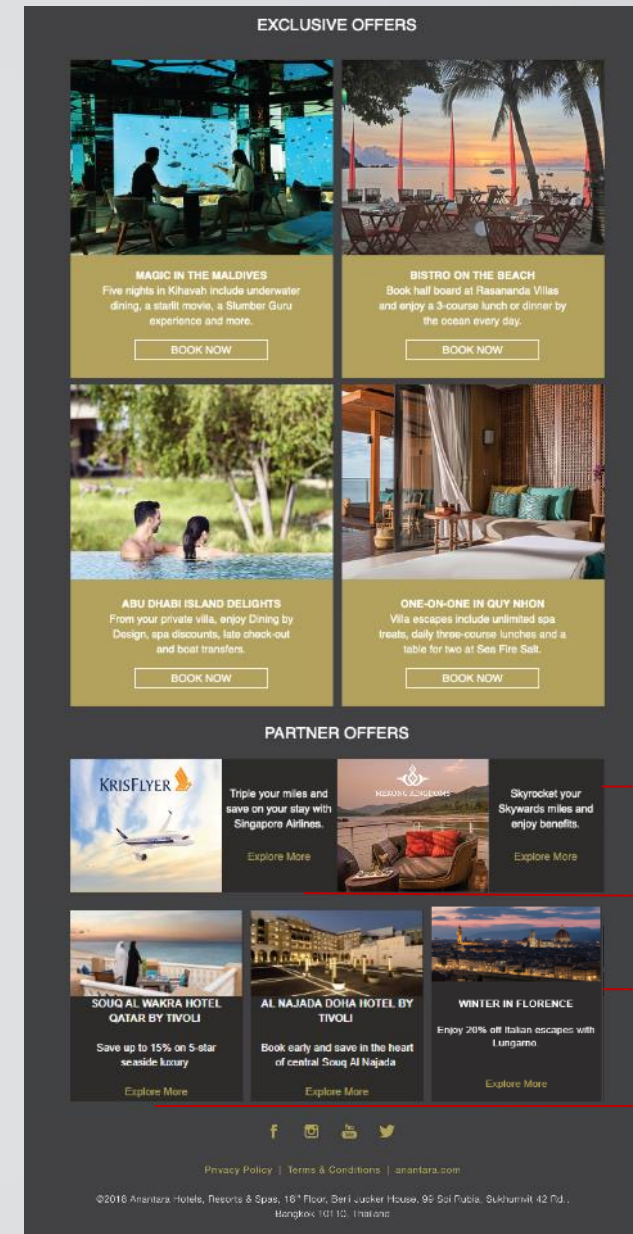 EXCLUSIVE OFFERS
MAGIC IN THE MALDIVES
Five nights in Kihavah include underwater
dining, a starlit movie, a Slumber Guru
experience and more.
BOOK NOW
BISTRO ON THE BEACH
Book half board at Rasananda Villas
and enjoy a 3-course lunch or dinner by
the ocean every day.
BOOK NOW
ABU DHABI ISLAND DELIGHTS
From your private villa, enjoy Dining by
Design, spa discounts, late check-out
and boat transfers.
BOOK NOW
ONE-ON-ONE IN QUY NHON
Villa escapes include unlimited spa
treats, daily three-course lunches and a
table for two at Sea Fire Salt.
BOOK NOW
PARTNER OFFERS
KRISFLYER
Triple your miles and
save on your stay with
Singapore Airlines.
Explore More
MEKONG KINGDOMS
Skyrocket your
Skywards miles and
enjoy benefits.
Explore More
SOUQ AL WAKRA HOTEL
QATAR BY TIVOLI
Save up to 15% on 5-star
seaside luxury
Explore More
AL NAJADA DOHA HOTEL BY
TIVOLI
Book early and save in the heart
of central Souq Al Najada
Explore More
WINTER IN FLORENCE
Enjoy 20% off Italian escapes with
Lungarno.
Explore More
Privacy Policy | Terms & Conditions | anantara.com
©2018 Anantara Hotels, Resorts & Spas, 18th Floor, Berli Jucker House, 99 Soi Rubia, Sukhumvit 42 Rd.,
Bangkok 10110, Thailand